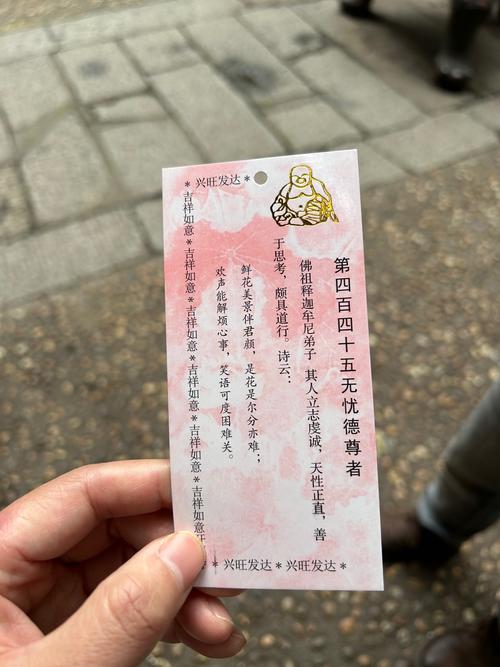 第四百四十五无忧德尊者
佛祖释迦牟尼弟子 其人立志虔诚，天性正直，善
于思考，颇具道行。诗云：
鲜花美景伴君颜，是花是尔分亦难；
欢声能解烦心事，笑语可度困难关。
* 兴旺发达 *
吉祥如意 * 吉祥如意 * 吉祥如意 * 吉祥如意 * 吉祥如意 * 吉祥如意
* 兴旺发达 * 兴旺发达 *